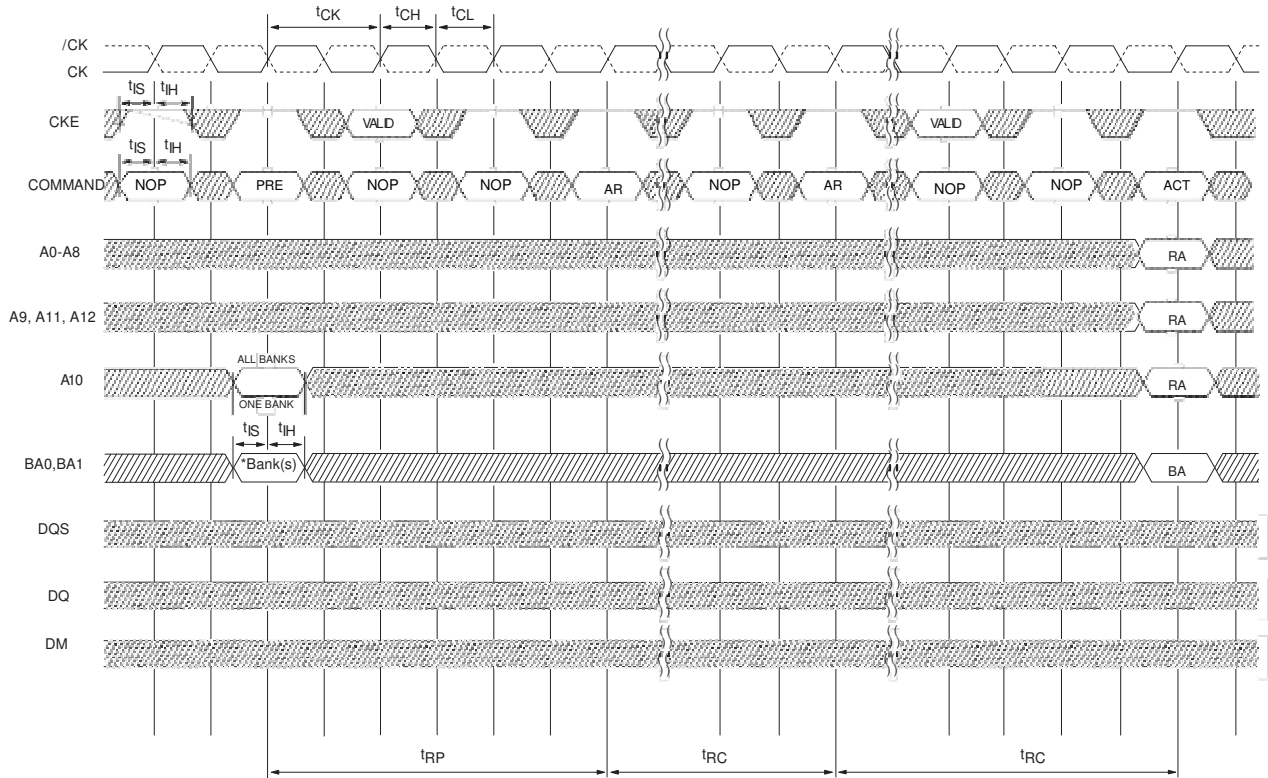 tCK tCH tCL
/CK
CK
tIS tIH
CKE VALID VALID
tIS tIH
COMMAND NOP PRE NOP NOP AR NOP AR NOP NOP ACT
A0-A8 RA
A9, A11, A12 RA
ALL BANKS
A10 RA
ONE BANK
tIS tIH
BA0,BA1 *Bank(s) BA
DQS
DQ
DM
tRP tRC tRC